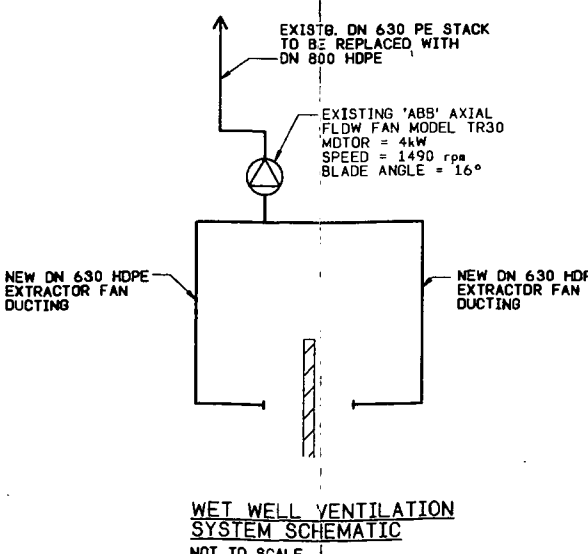 EXISTG. DN 630 PE STACK
TO BE REPLACED WITH
DN 800 HDPE
EXISTING 'ABB' AXIAL
FLOW FAN MODEL TR30
MOTOR = 4kW
SPEED = 1490 rpm
BLADE ANGLE = 16°
NEW DN 630 HDPE
EXTRACTOR FAN
DUCTING
NEW DN 630 HDPE
EXTRACTOR FAN
DUCTING
WET WELL VENTILATION
SYSTEM SCHEMATIC
NOT TO SCALE